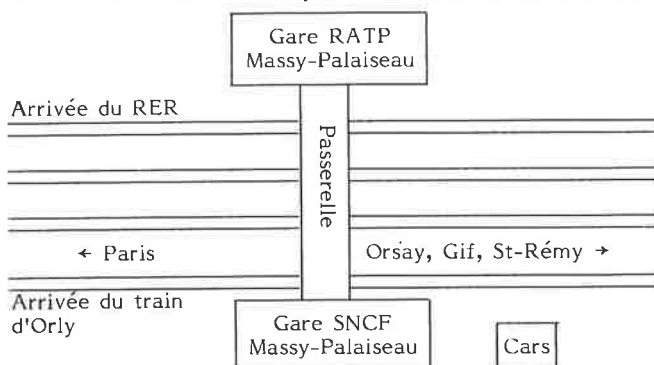 Gare RATP
Massy-Palaiseau
Arrivée du RER
Passerelle
← Paris
Orsay, Gif, St-Rémy →
Arrivée du train
d'Orly
Gare SNCF
Massy-Palaiseau
Cars